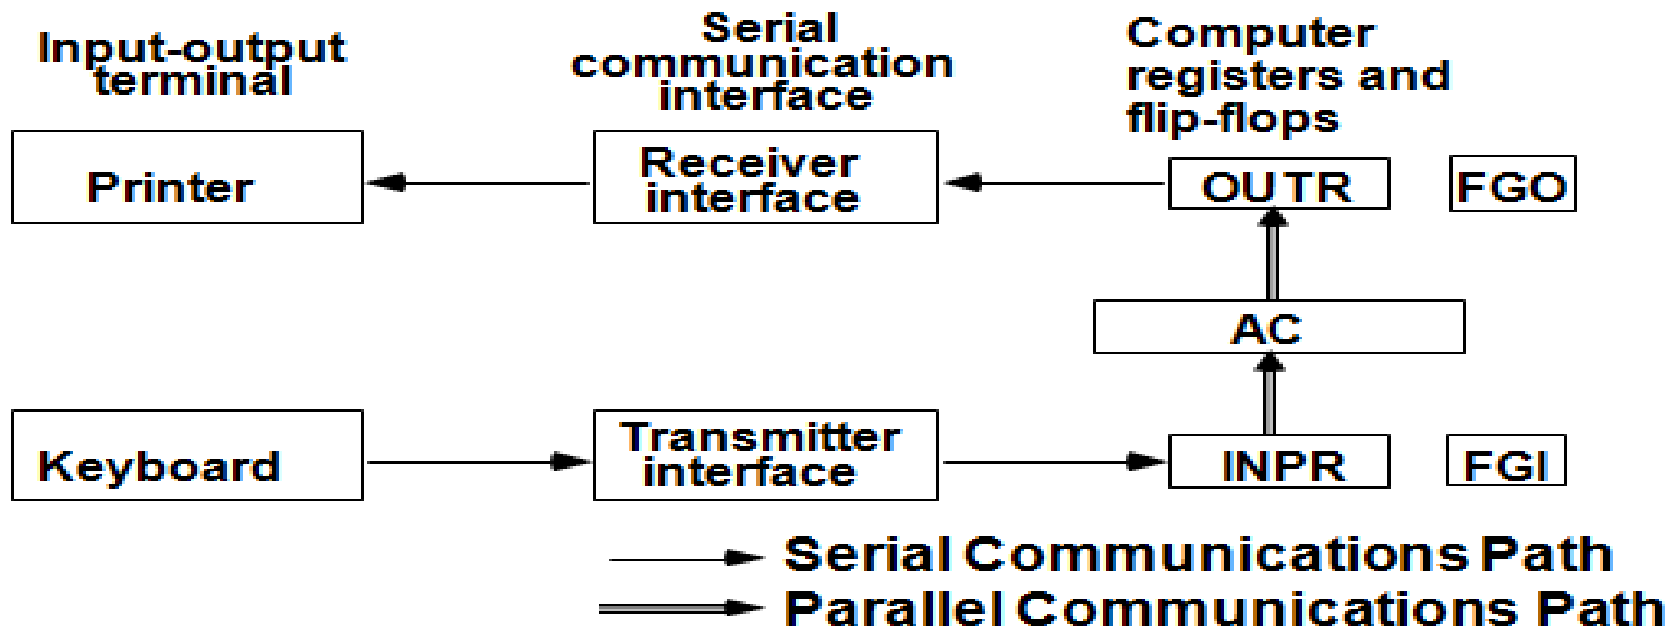 Input-output
terminal
Serial
communication
interface
Computer
registers and
flip-flops
Printer
Receiver
interface
OUTR
FGO
AC
Keyboard
Transmitter
interface
INPR
FGI
Serial Communications Path
Parallel Communications Path